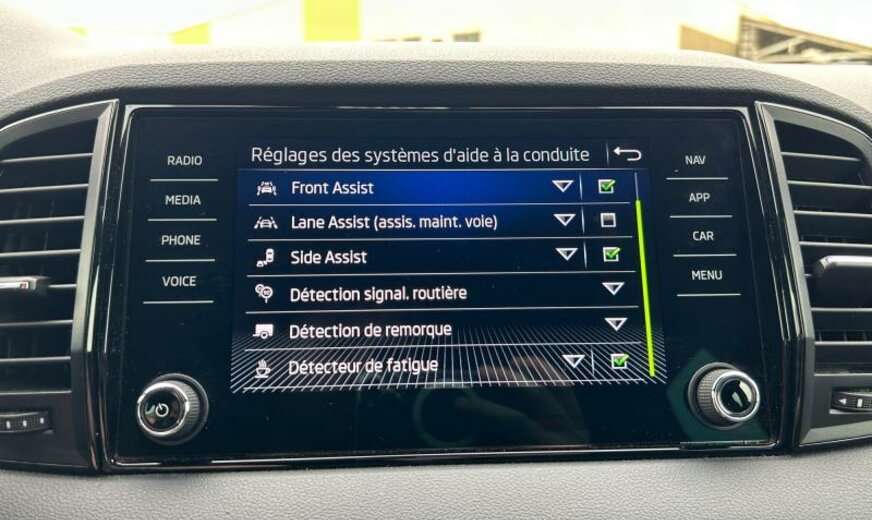 Réglages des systèmes d'aide à la conduite
Front Assist
Lane Assist (assis. maint. voie)
Side Assist
Détection signal. routière
Détection de remorque
Détecteur de fatigue
RADIO
MEDIA
PHONE
VOICE
NAV
APP
CAR
MENU